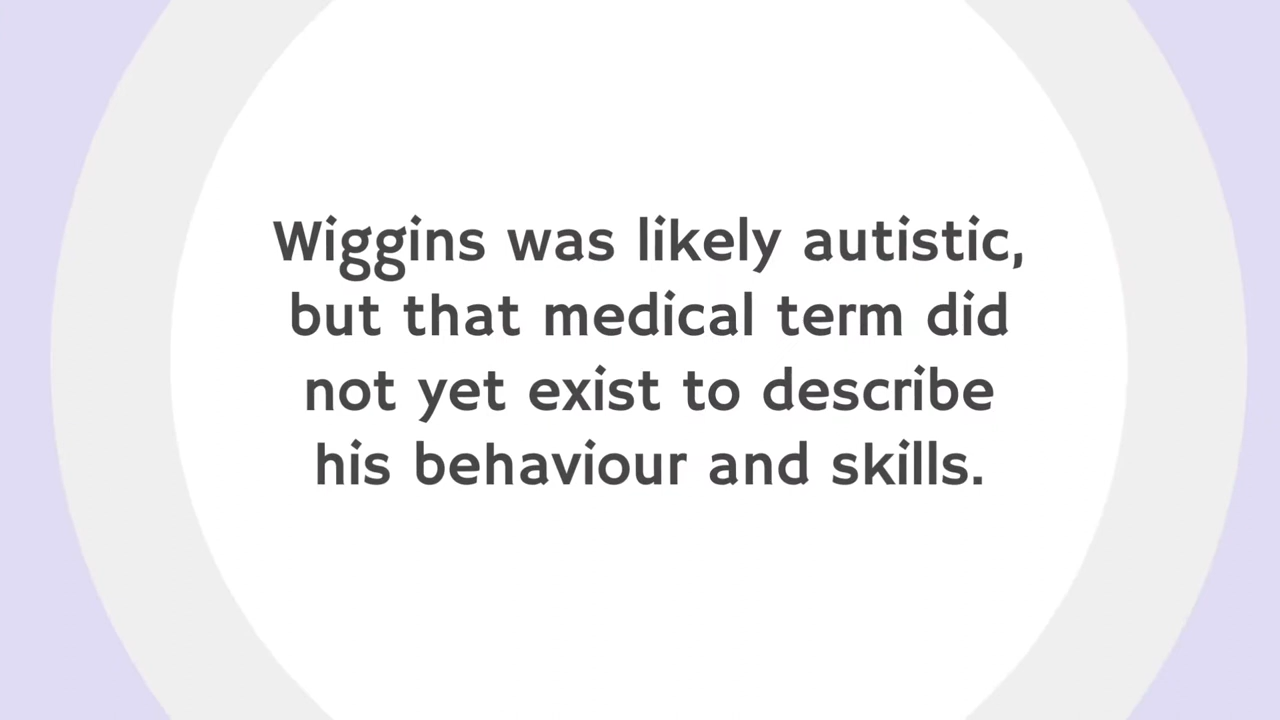 Wiggins was likely autistic,
but that medical term did
not yet exist to describe
his behaviour and skills.